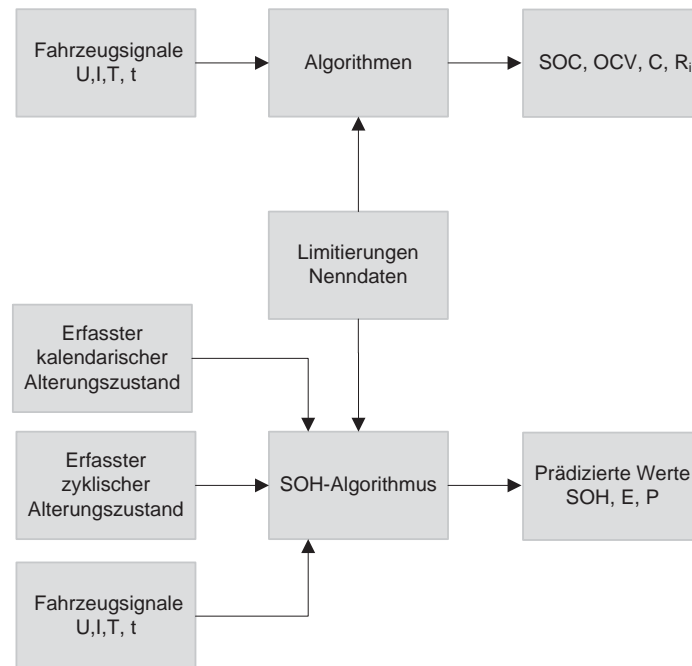 Fahrzeugsignale
U,I,T, t
Algorithmen
SOC, OCV, C, Ri
Limitierungen
Nenndaten
Erfasster
kalendarischer
Alterungszustand
Erfasster
zyklischer
Alterungszustand
SOH-Algorithmus
Prädizierte Werte
SOH, E, P
Fahrzeugsignale
U,I,T, t